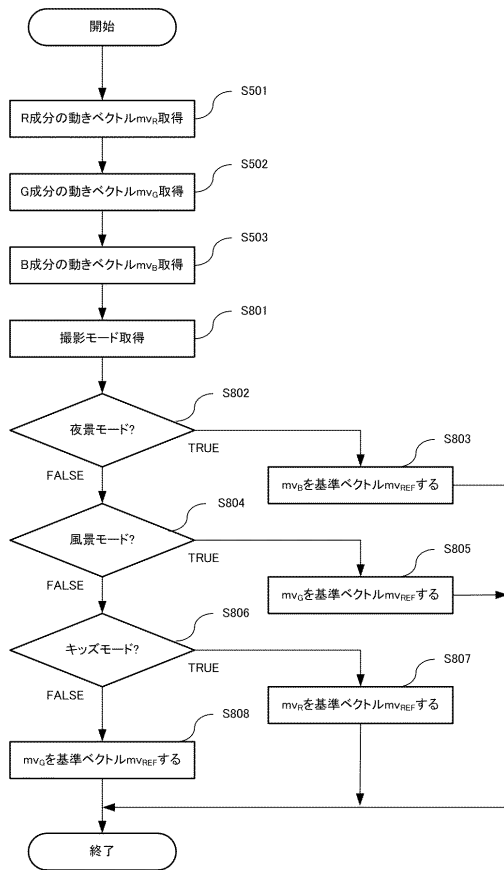 開始
S501
R成分の動きベクトルmvR取得
S502
G成分の動きベクトルmvG取得
S503
B成分の動きベクトルmvB取得
S801
撮影モード取得
S802
夜景モード?
TRUE
FALSE
S803
mvBを基準ベクトルmvREFする
S804
風景モード?
TRUE
FALSE
S805
mvGを基準ベクトルmvREFする
S806
キッズモード?
TRUE
FALSE
S807
mvRを基準ベクトルmvREFする
S808
mvGを基準ベクトルmvREFする
終了